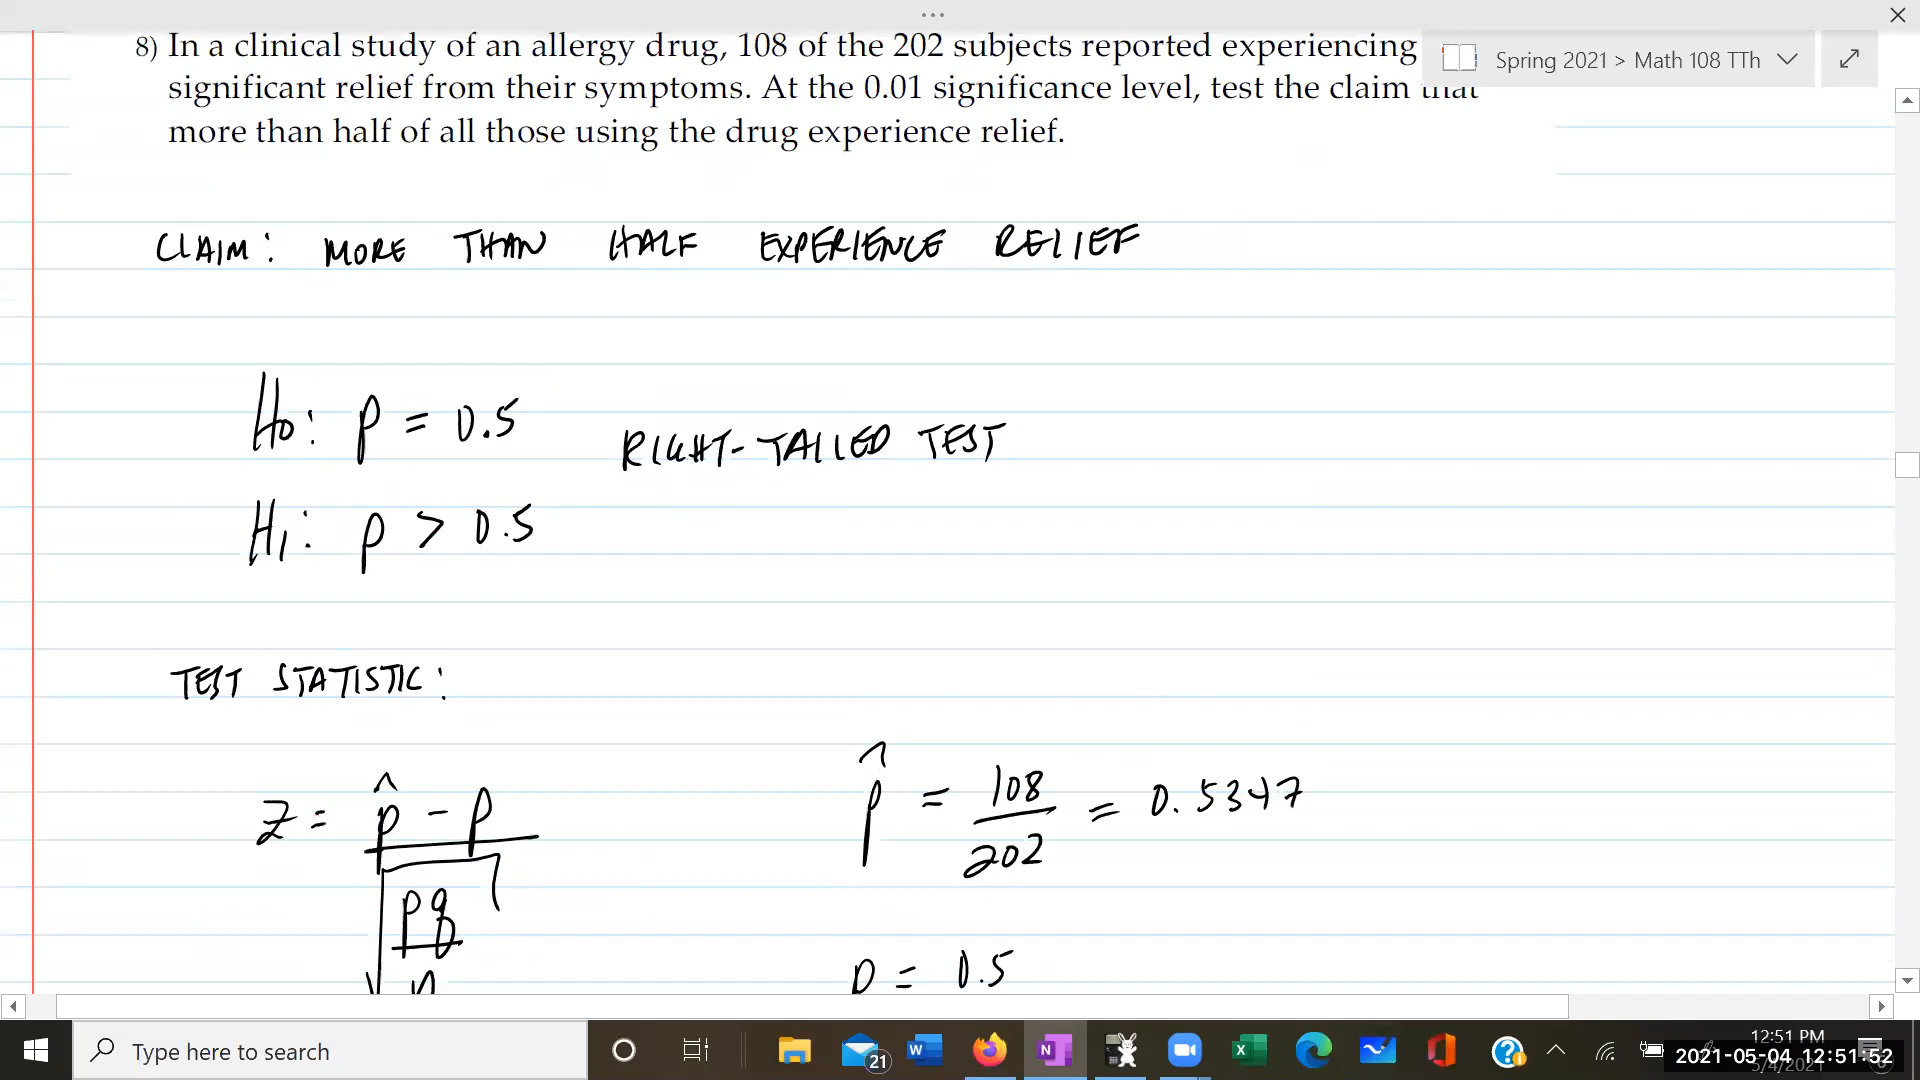 8) In a clinical study of an allergy drug, 108 of the 202 subjects reported experiencing
significant relief from their symptoms. At the 0.01 significance level, test the claim that
more than half of all those using the drug experience relief.
Spring 2021 > Math 108 TTh
CLAIM: MORE THAN HALF EXPERIENCE RELIEF
H0: p = 0.5
RIGHT-TAILED TEST
H1: p > 0.5
TEST STATISTIC:
z = p̂ - p
pq
n
p̂ = 108 / 202 = 0.5347
p = 0.5
Type here to search
21
12:51 PM
2021-05-04 12:51:52